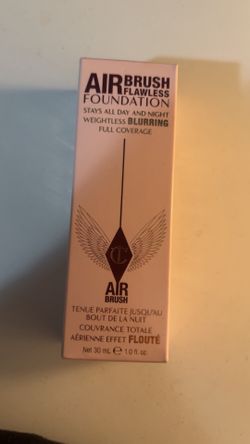 AIRBRUSH
FLAWLESS
FOUNDATION
STAYS ALL DAY AND NIGHT
WEIGHTLESS BLURRING
FULL COVERAGE
CT
AIR
BRUSH
TENUE PARFAITE JUSQU'AU
BOUT DE LA NUIT
COUVRANCE TOTALE
AÉRIENNE EFFET FLOUTÉ
Net 30 mL e 1.0 fl. oz.